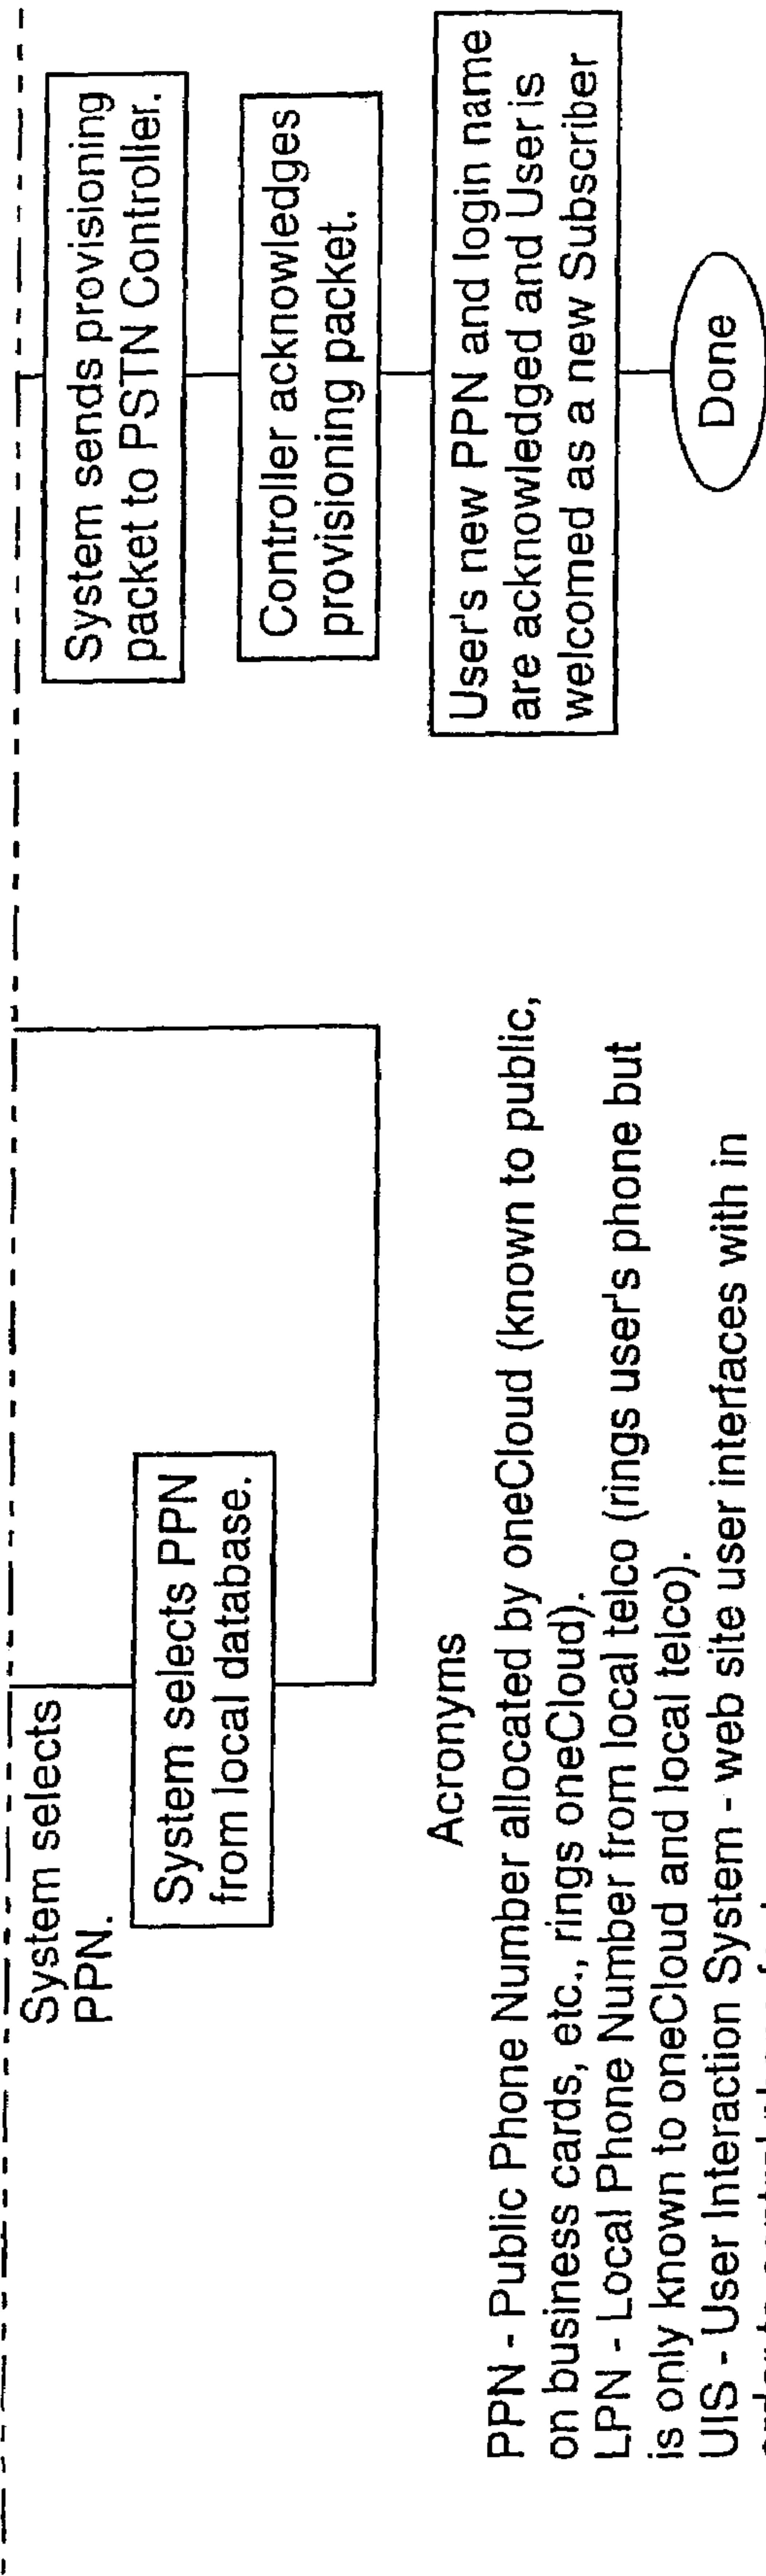 System selects
PPN.
System selects PPN
from local database.
System sends provisioning
packet to PSTN Controller.
Controller acknowledges
provisioning packet.
User's new PPN and login name
are acknowledged and User is
welcomed as a new Subscriber
Done
Acronyms
PPN - Public Phone Number allocated by oneCloud (known to public,
on business cards, etc., rings oneCloud).
LPN - Local Phone Number from local telco (rings user's phone but
is only known to oneCloud and local telco).
UIS - User Interaction System - web site user interfaces with in